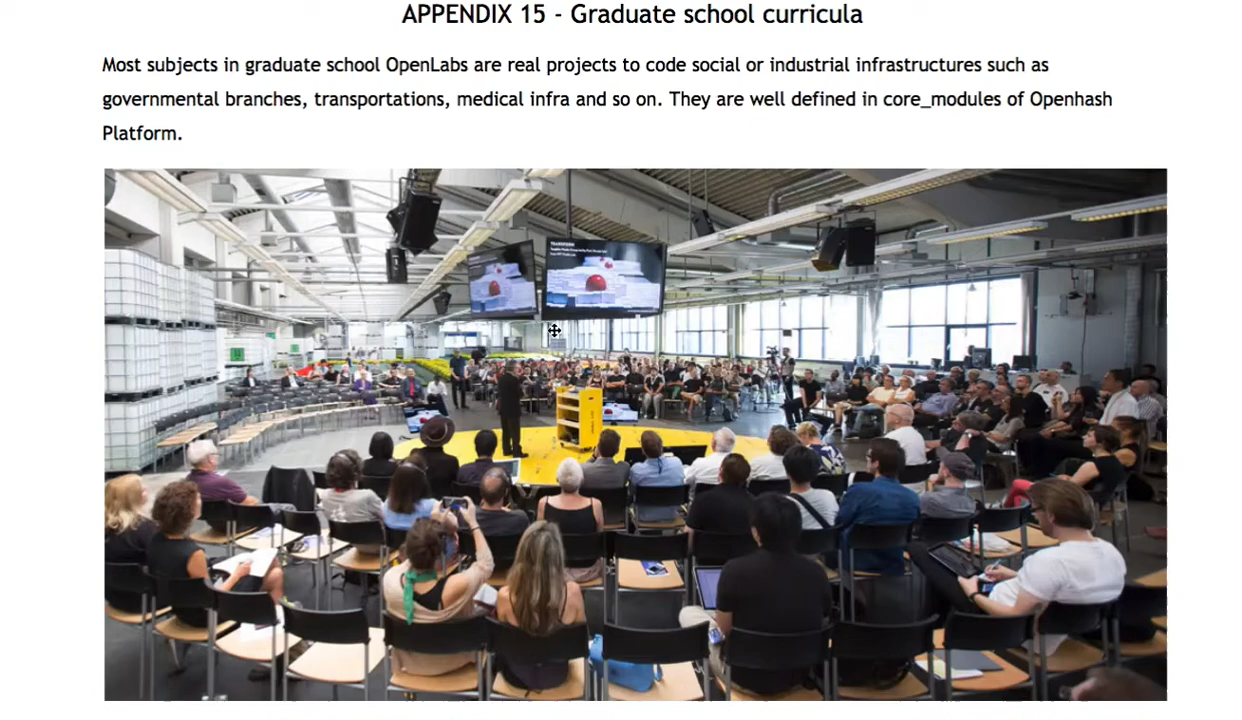 APPENDIX 15 - Graduate school curricula
Most subjects in graduate school OpenLabs are real projects to code social or industrial infrastructures such as
governmental branches, transportations, medical infra and so on. They are well defined in core_modules of Openhash
Platform.
TRANSFORM